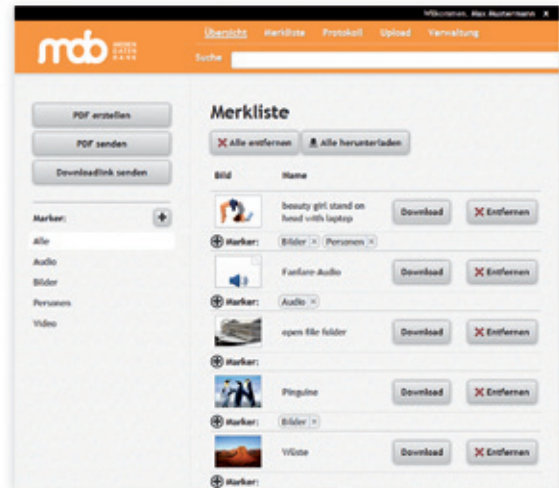 Willkommen, Max Mustermann X
mdb MEDIEN DATEN BANK
Übersicht Merkliste Protokoll Upload Verwaltung
Suche
PDF erstellen
PDF senden
Downloadlink senden
Marker:
Alle
Audio
Bilder
Personen
Video
Merkliste
Alle entfernen Alle herunterladen
Bild Name
beauty girl stand on
head with laptop
Download Entfernen
Marker: Bilder × Personen ×
Fanfare Audio Download Entfernen
Marker: Audio ×
open file folder Download Entfernen
Marker:
Pinguine Download Entfernen
Marker: Bilder ×
Wüste Download Entfernen
Marker: